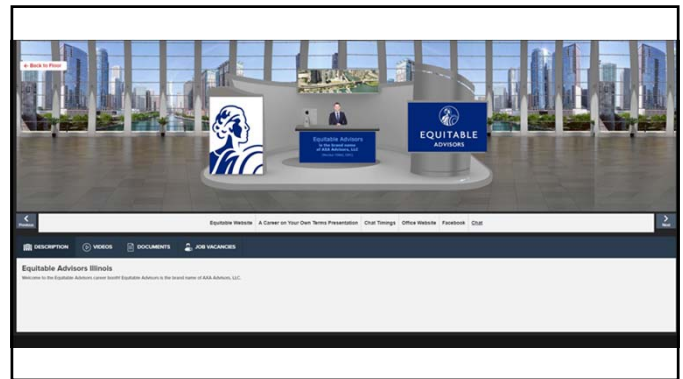 ← Back to Floor
Equitable Advisors
is the brand name
of AXA Advisors, LLC
EQUITABLE
ADVISORS
Previous
Equitable Website
A Career on Your Own Terms Presentation
Chat Timings
Office Website
Facebook
Chat
Next
DESCRIPTION
VIDEOS
DOCUMENTS
JOB VACANCIES
Equitable Advisors Illinois
Welcome to the Equitable Advisors career booth! Equitable Advisors is the brand name of AXA Advisors, LLC.